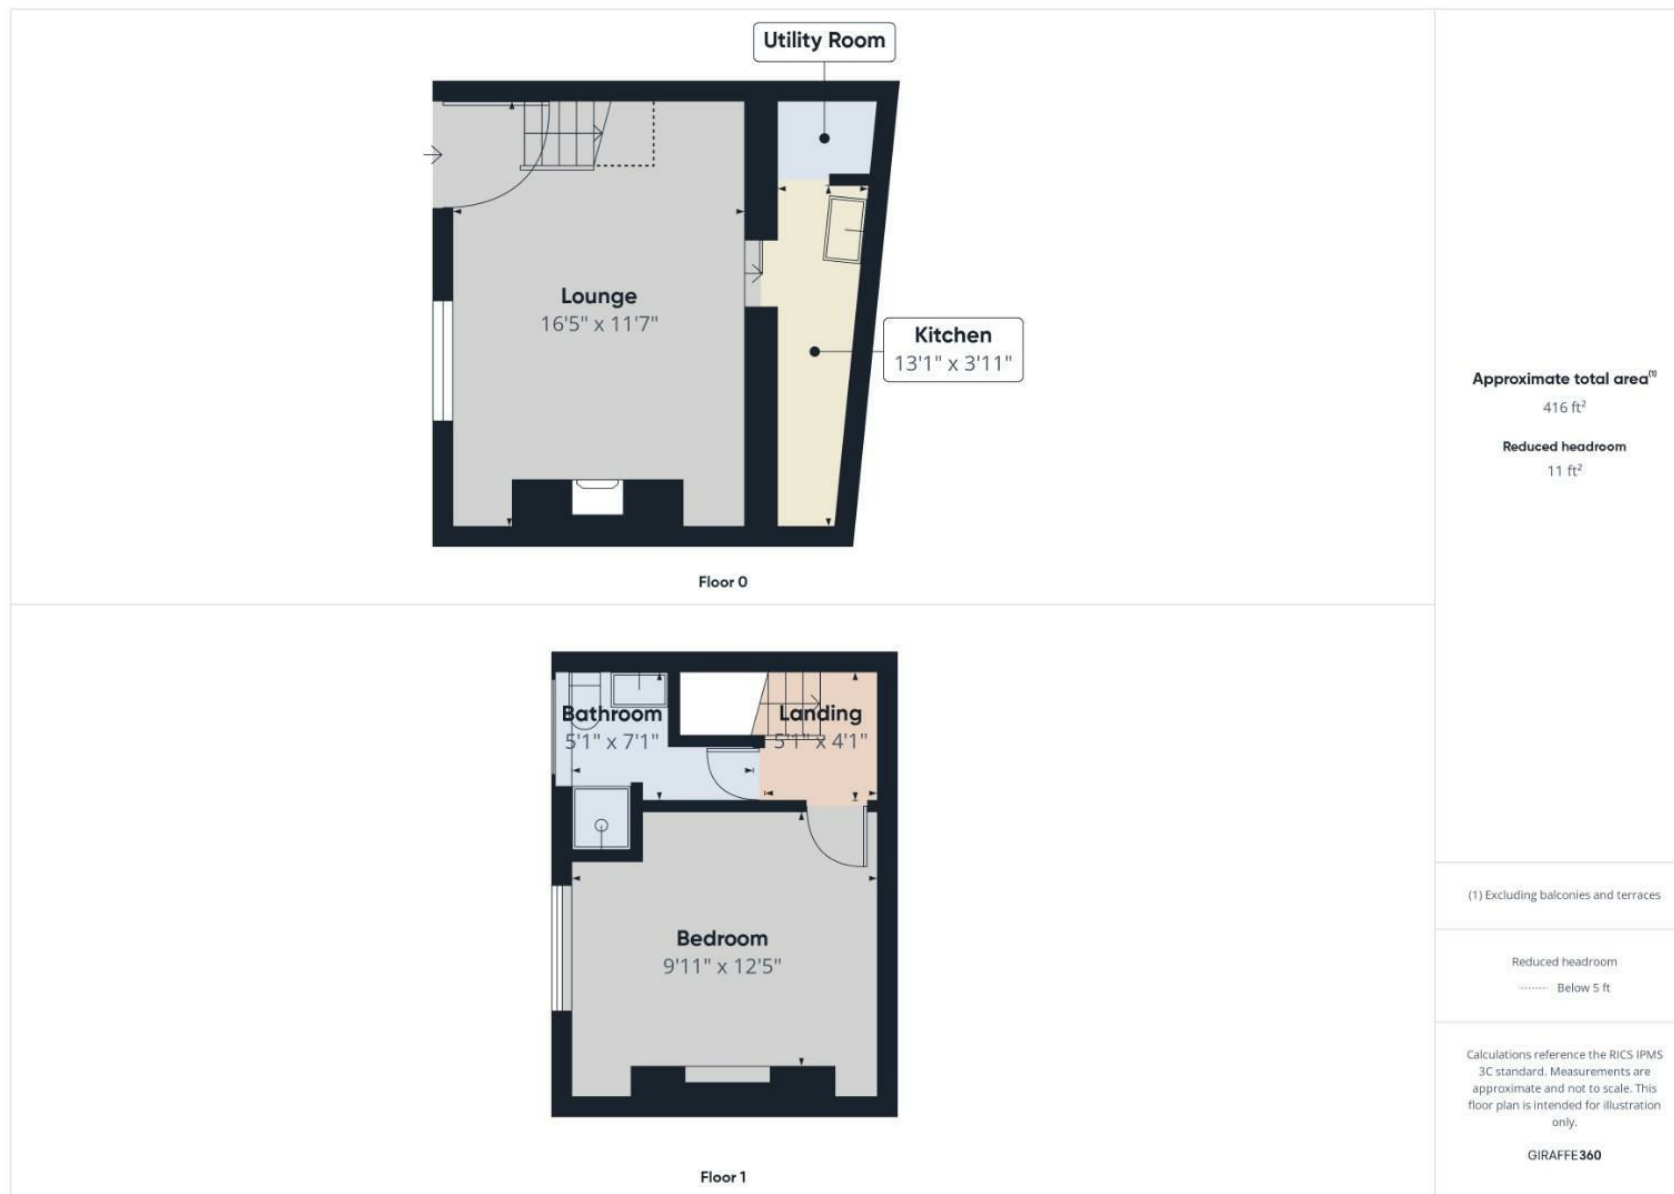 Utility Room
Lounge
16'5" x 11'7"
Kitchen
13'1" x 3'11"
Floor 0
Bathroom
5'1" x 7'1"
Landing
5'1" x 4'1"
Bedroom
9'11" x 12'5"
Floor 1
Approximate total area(1)
416 ft²
Reduced headroom
11 ft²
(1) Excluding balconies and terraces
Reduced headroom
Below 5 ft
Calculations reference the RICS IPMS
3C standard. Measurements are
approximate and not to scale. This
floor plan is intended for illustration
only.
GIRAFFE360